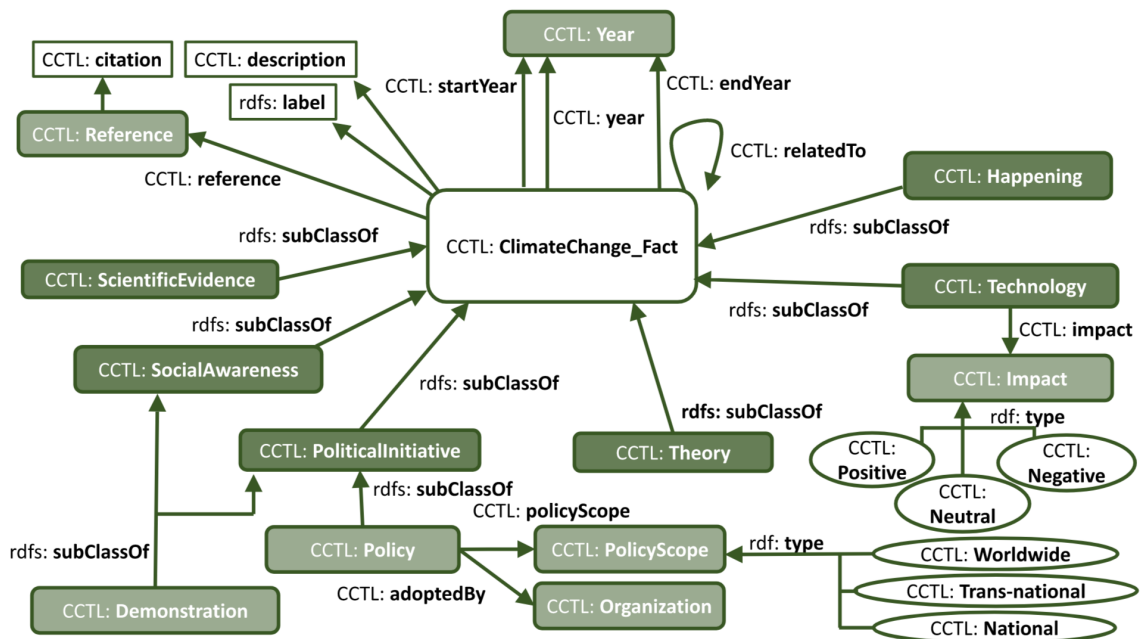 CCTL: Year
CCTL: citation
CCTL: description
CCTL: startYear
CCTL: endYear
rdfs: label
CCTL: year
CCTL: Reference
CCTL: relatedTo
CCTL: reference
CCTL: Happening
rdfs: subClassOf
CCTL: ClimateChange_Fact
rdfs: subClassOf
CCTL: ScientificEvidence
CCTL: Technology
rdfs: subClassOf
rdfs: subClassOf
CCTL: impact
CCTL: SocialAwareness
CCTL: Impact
rdfs: subClassOf
rdfs: subClassOf
rdf: type
CCTL: PoliticalInitiative
CCTL: Theory
CCTL:
Positive
CCTL:
Negative
CCTL:
Neutral
rdfs: subClassOf
CCTL: policyScope
rdfs: subClassOf
CCTL: Policy
CCTL: PolicyScope
rdf: type
CCTL: Worldwide
CCTL: adoptedBy
CCTL: Trans-national
CCTL: Demonstration
CCTL: Organization
CCTL: National